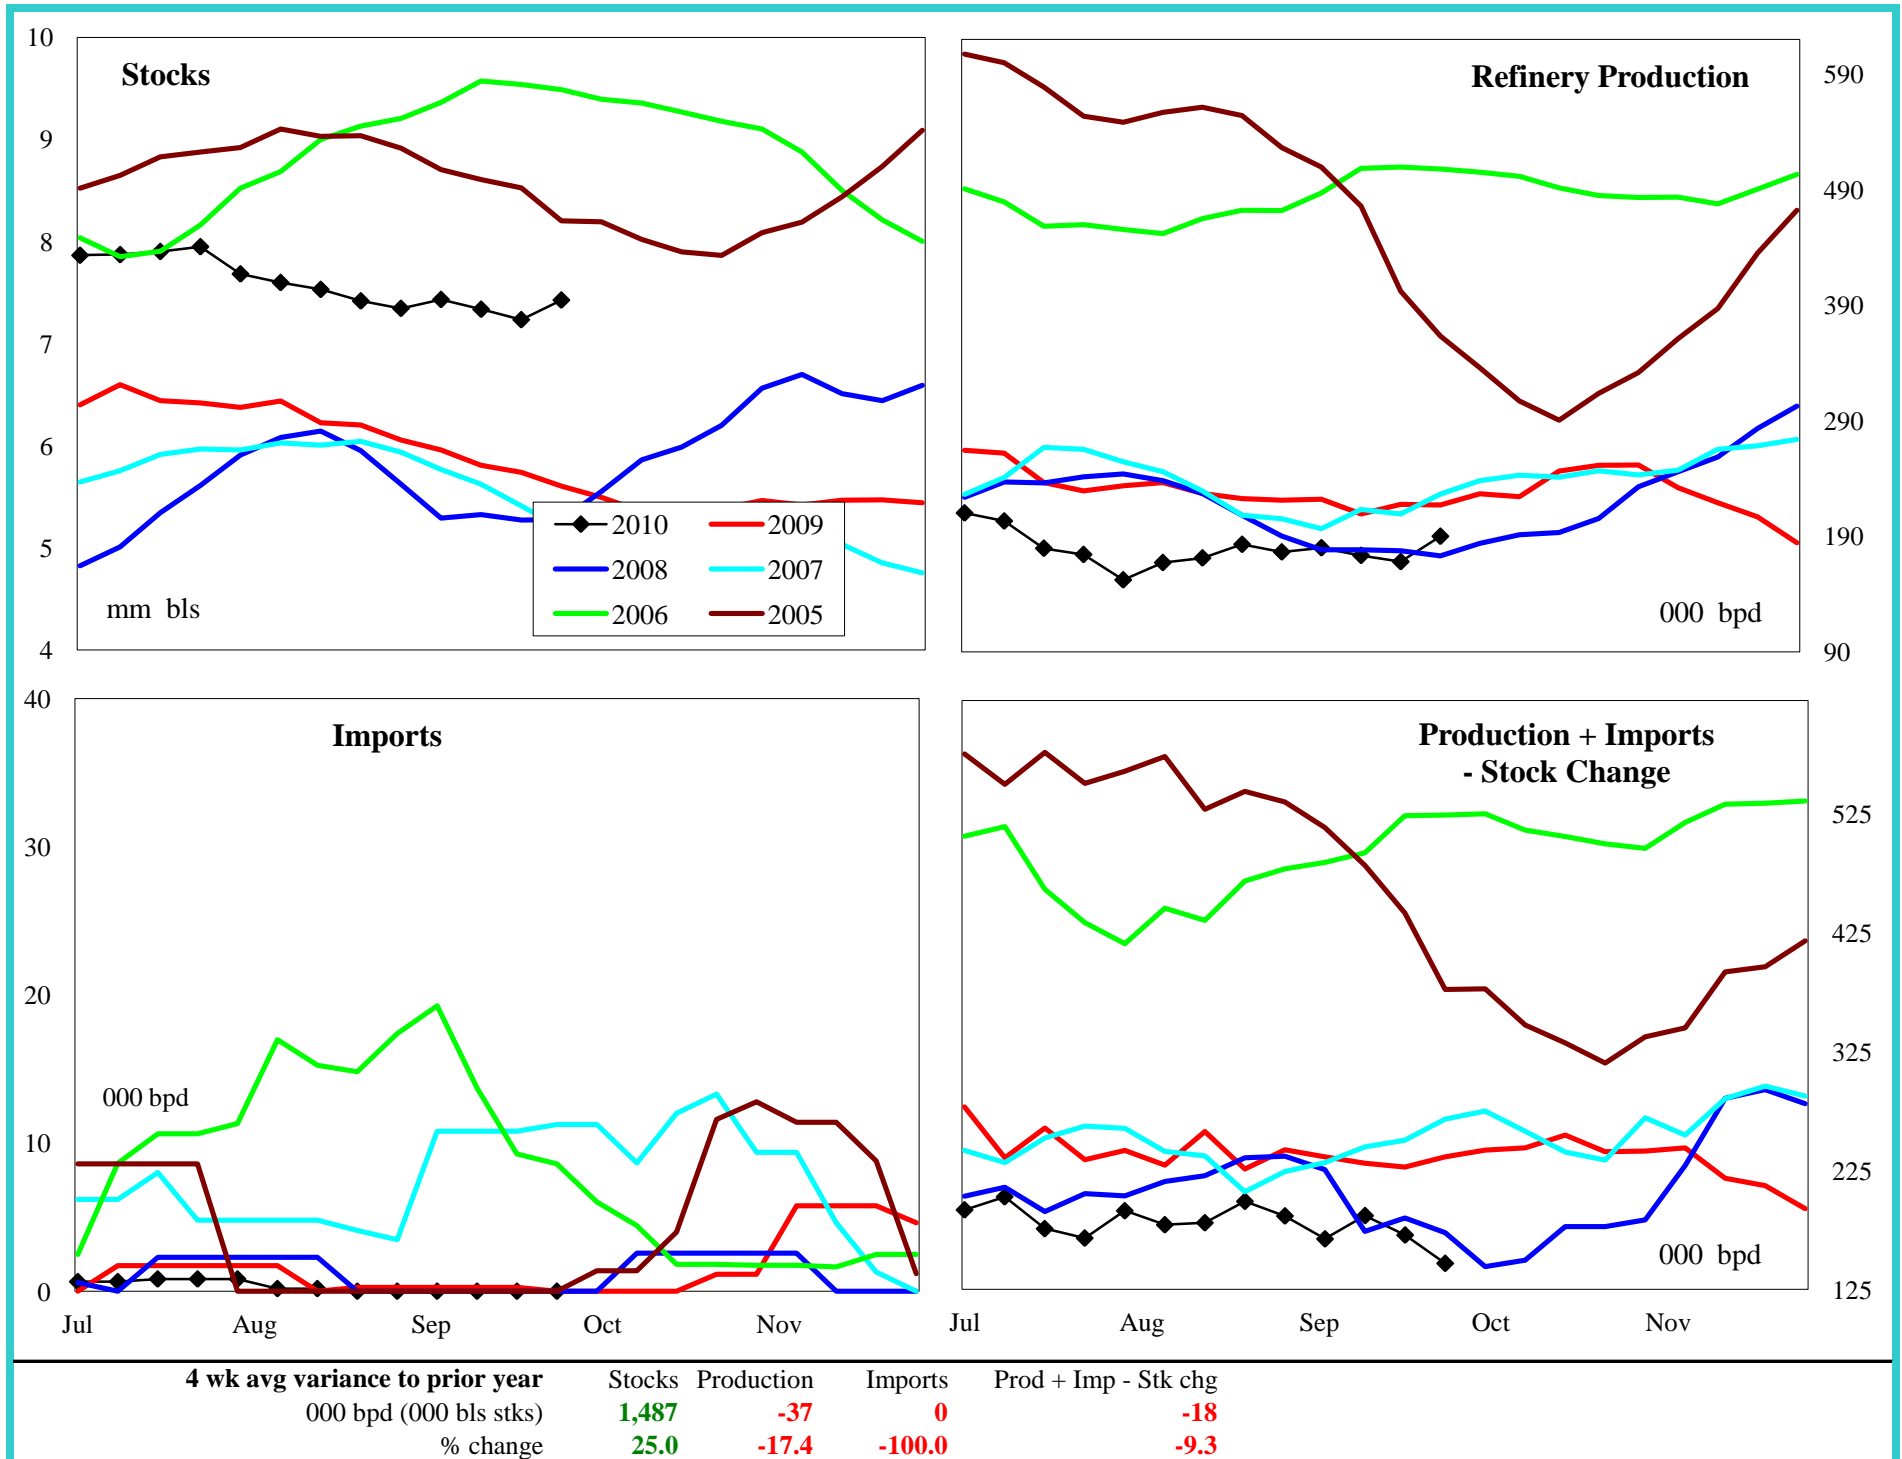 Stocks
10
9
8
7
6
5
4
mm bls
2010
2009
2008
2007
2006
2005
Refinery Production
590
490
390
290
190
90
000 bpd
Imports
40
30
20
10
0
000 bpd
Jul Aug Sep Oct Nov
Production + Imports
- Stock Change
525
425
325
225
125
000 bpd
Jul Aug Sep Oct Nov
4 wk avg variance to prior year Stocks Production Imports Prod + Imp - Stk chg
000 bpd (000 bls stks) 1,487 -37 0 -18
% change 25.0 -17.4 -100.0 -9.3